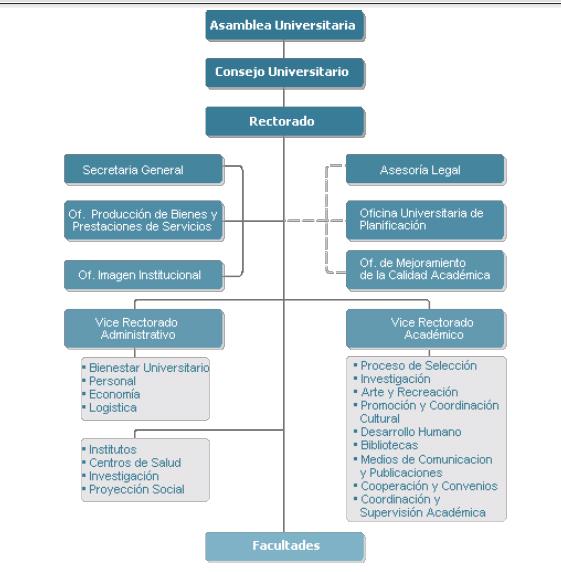 Asamblea Universitaria
Consejo Universitario
Rectorado
Secretaria General
Of. Producción de Bienes y
Prestaciones de Servicios
Of. Imagen Institucional
Asesoría Legal
Oficina Universitaria de
Planificación
Of. de Mejoramiento
de la Calidad Académica
Vice Rectorado
Administrativo
▪ Bienestar Universitario
▪ Personal
▪ Economía
▪ Logistica
Vice Rectorado
Académico
▪ Proceso de Selección
▪ Investigación
▪ Arte y Recreación
▪ Promoción y Coordinación
Cultural
▪ Desarrollo Humano
▪ Bibliotecas
▪ Medios de Comunicacion
y Publicaciones
▪ Cooperación y Convenios
▪ Coordinación y
Supervisión Académica
▪ Institutos
▪ Centros de Salud
▪ Investigación
▪ Proyección Social
Facultades